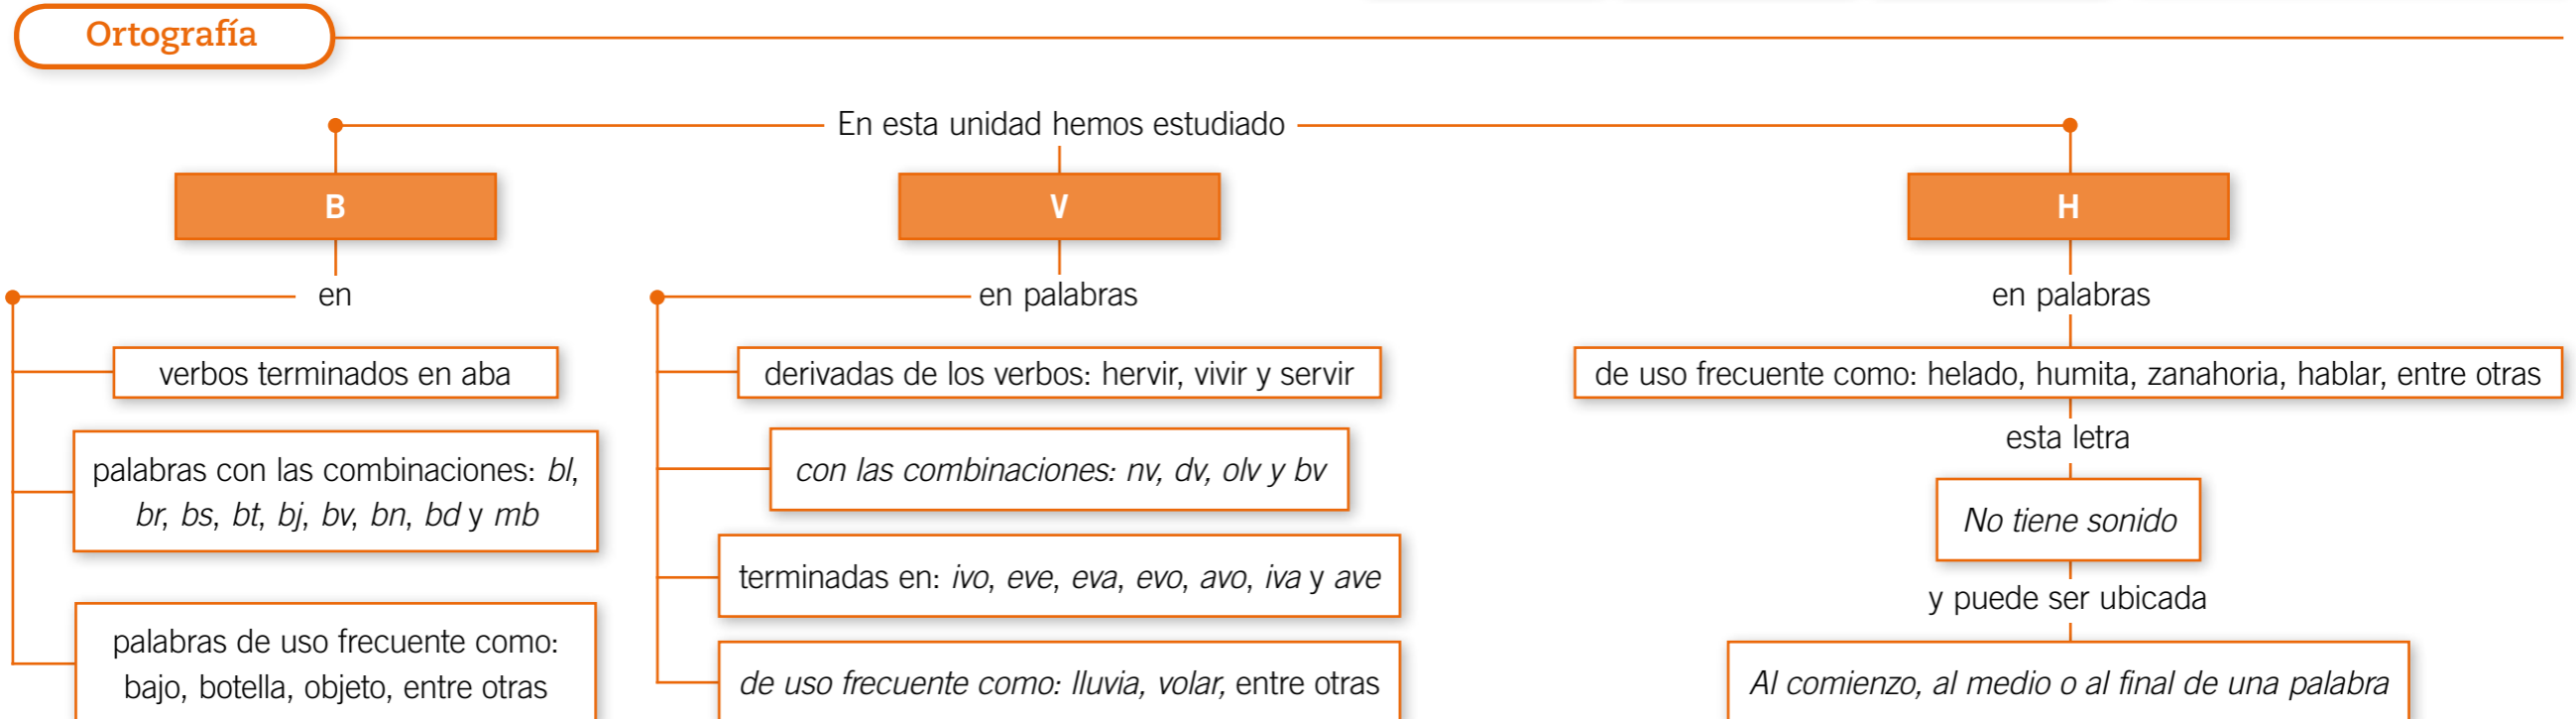 Ortografía
En esta unidad hemos estudiado
B
en
verbos terminados en aba
palabras con las combinaciones: bl,
br, bs, bt, bj, bv, bn, bd y mb
palabras de uso frecuente como:
bajo, botella, objeto, entre otras
V
en palabras
derivadas de los verbos: hervir, vivir y servir
con las combinaciones: nv, dv, olv y bv
terminadas en: ivo, eve, eva, evo, avo, iva y ave
de uso frecuente como: lluvia, volar, entre otras
H
en palabras
de uso frecuente como: helado, humita, zanahoria, hablar, entre otras
esta letra
No tiene sonido
y puede ser ubicada
Al comienzo, al medio o al final de una palabra